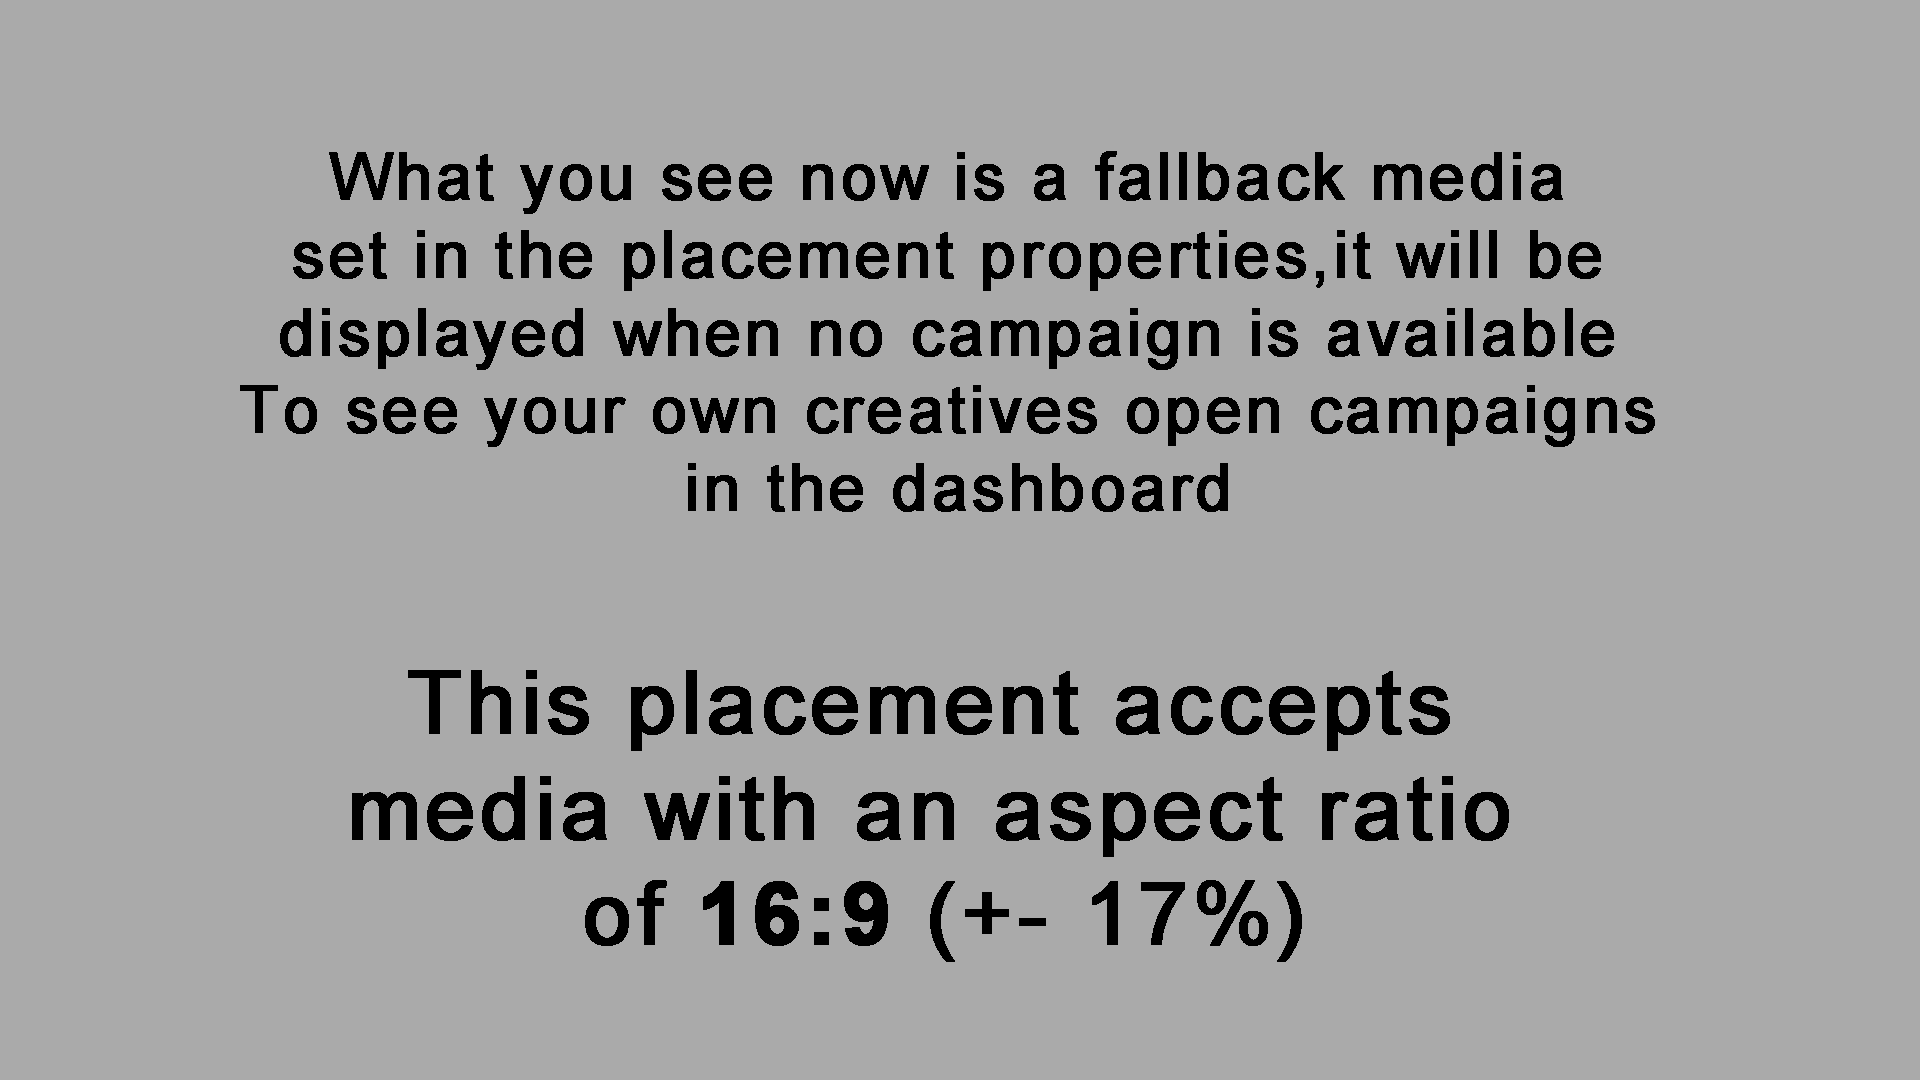 What you see now is a fallback media
set in the placement properties,it will be
displayed when no campaign is available
To see your own creatives open campaigns
in the dashboard
This placement accepts
media with an aspect ratio
of 16:9 (+- 17%)